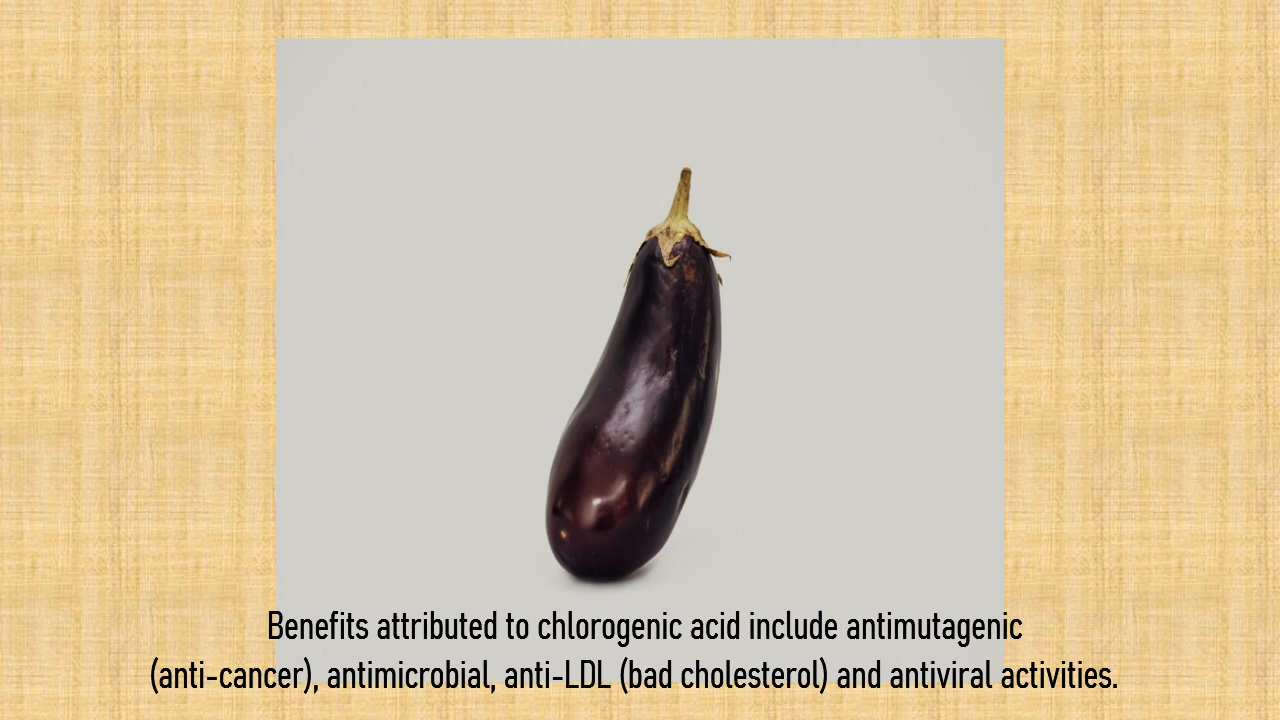 Benefits attributed to chlorogenic acid include antimutagenic
(anti-cancer), antimicrobial, anti-LDL (bad cholesterol) and antiviral activities.